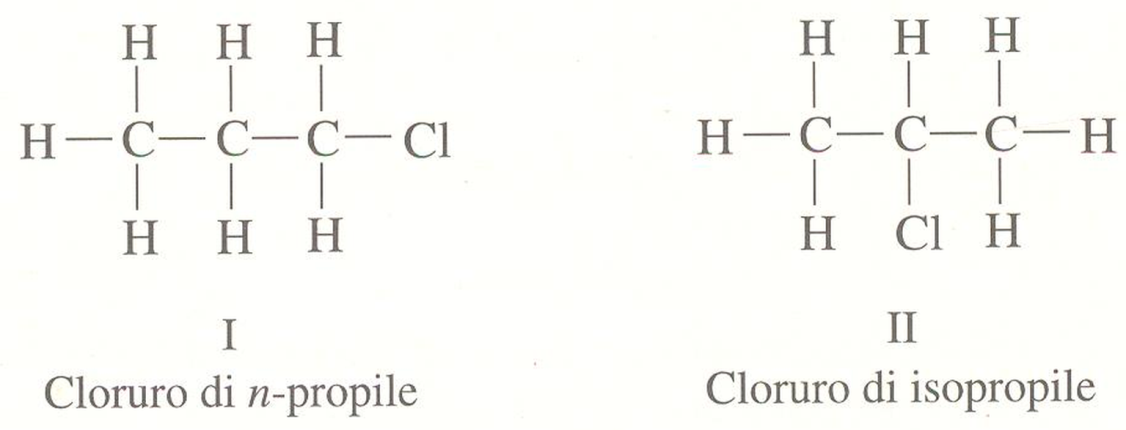 H H H
H—C—C—C—Cl
H H H
I
Cloruro di n-propile
H H H
H—C—C—C—H
H Cl H
II
Cloruro di isopropile